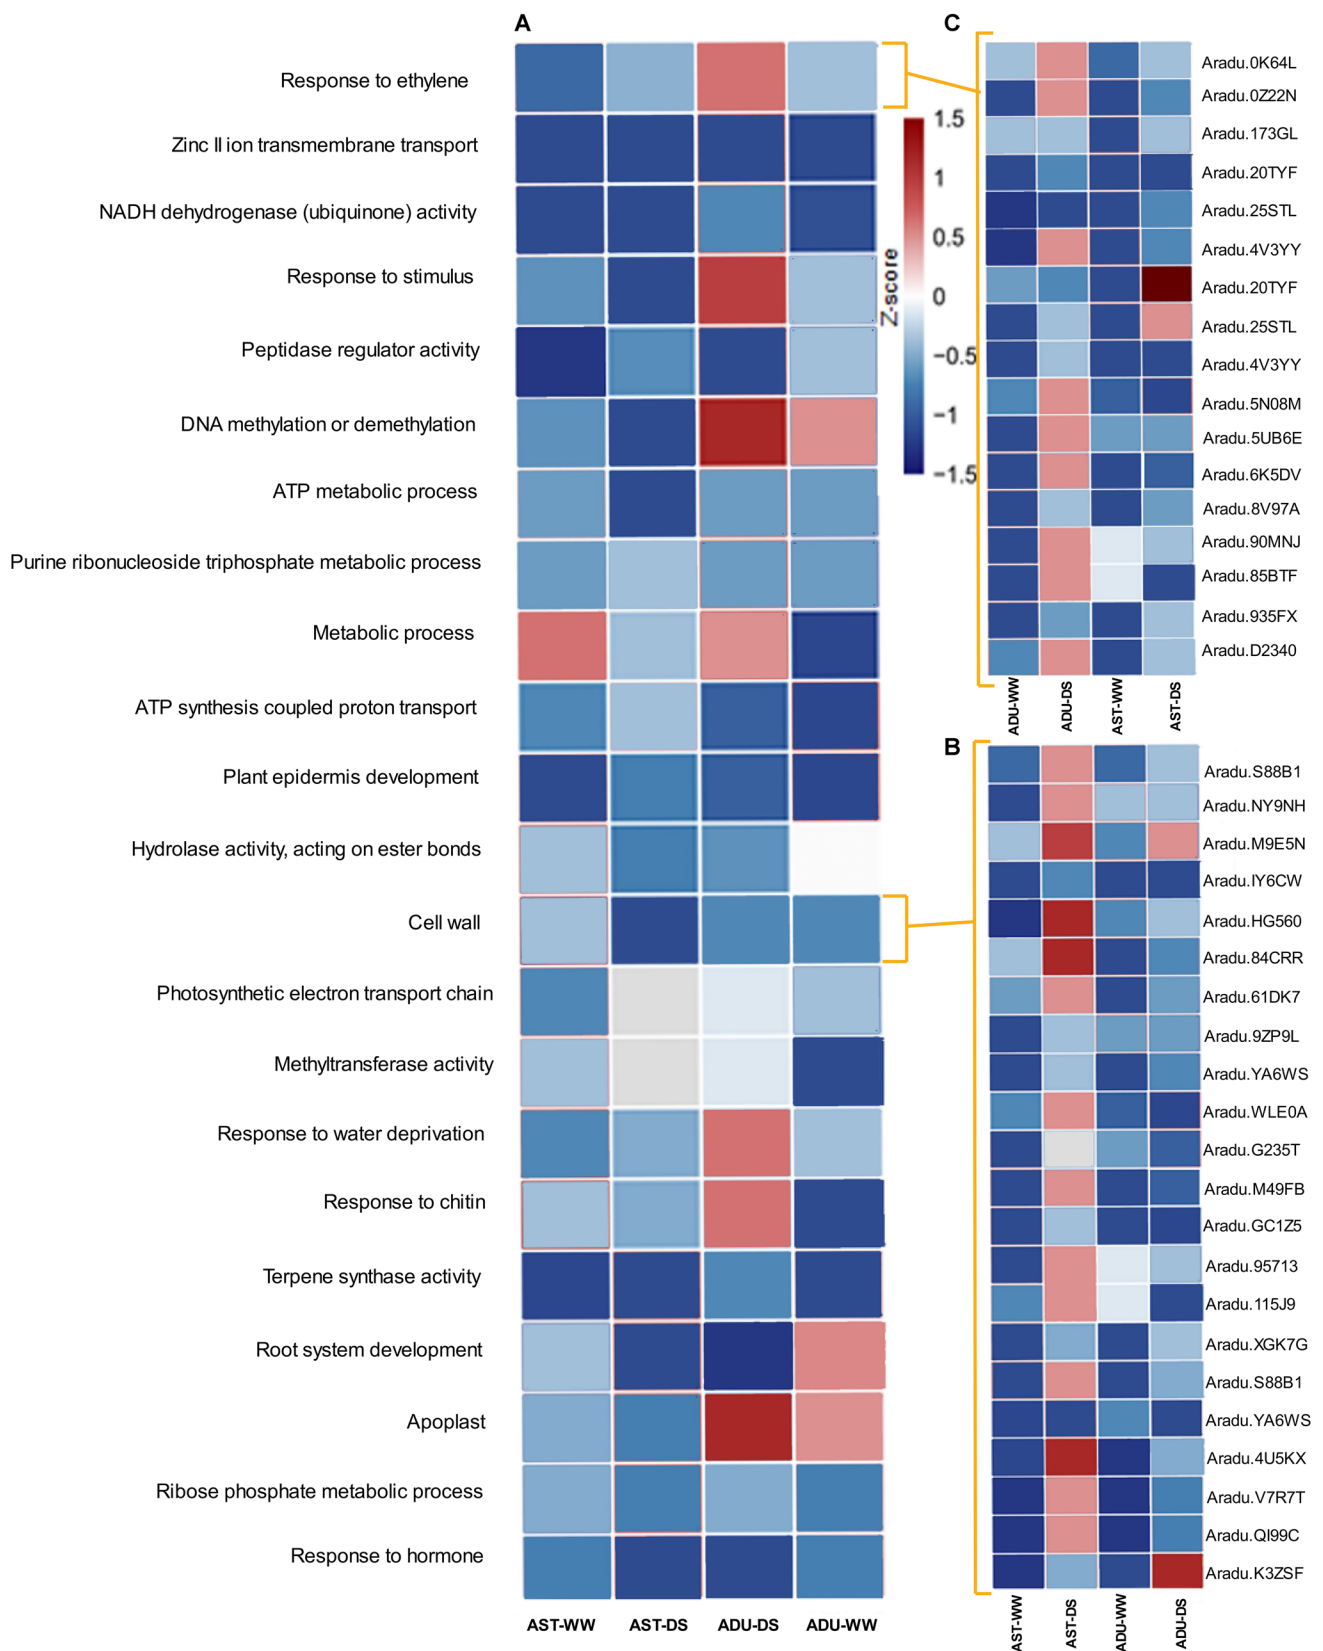 A
Response to ethylene
Zinc II ion transmembrane transport
NADH dehydrogenase (ubiquinone) activity
Response to stimulus
Peptidase regulator activity
DNA methylation or demethylation
ATP metabolic process
Purine ribonucleoside triphosphate metabolic process
Metabolic process
ATP synthesis coupled proton transport
Plant epidermis development
Hydrolase activity, acting on ester bonds
Cell wall
Photosynthetic electron transport chain
Methyltransferase activity
Response to water deprivation
Response to chitin
Terpene synthase activity
Root system development
Apoplast
Ribose phosphate metabolic process
Response to hormone
AST-WW AST-DS ADU-DS ADU-WW
Z-score
1.5
1
0.5
0
−0.5
−1
−1.5
C
Aradu.0K64L
Aradu.0Z22N
Aradu.173GL
Aradu.20TYF
Aradu.25STL
Aradu.4V3YY
Aradu.20TYF
Aradu.25STL
Aradu.4V3YY
Aradu.5N08M
Aradu.5UB6E
Aradu.6K5DV
Aradu.8V97A
Aradu.90MNJ
Aradu.85BTF
Aradu.935FX
Aradu.D2340
ADU-WW ADU-DS AST-WW AST-DS
B
Aradu.S88B1
Aradu.NY9NH
Aradu.M9E5N
Aradu.IY6CW
Aradu.HG560
Aradu.84CRR
Aradu.61DK7
Aradu.9ZP9L
Aradu.YA6WS
Aradu.WLE0A
Aradu.G235T
Aradu.M49FB
Aradu.GC1Z5
Aradu.95713
Aradu.115J9
Aradu.XGK7G
Aradu.S88B1
Aradu.YA6WS
Aradu.4U5KX
Aradu.V7R7T
Aradu.QI99C
Aradu.K3ZSF
AST-WW AST-DS ADU-WW ADU-DS